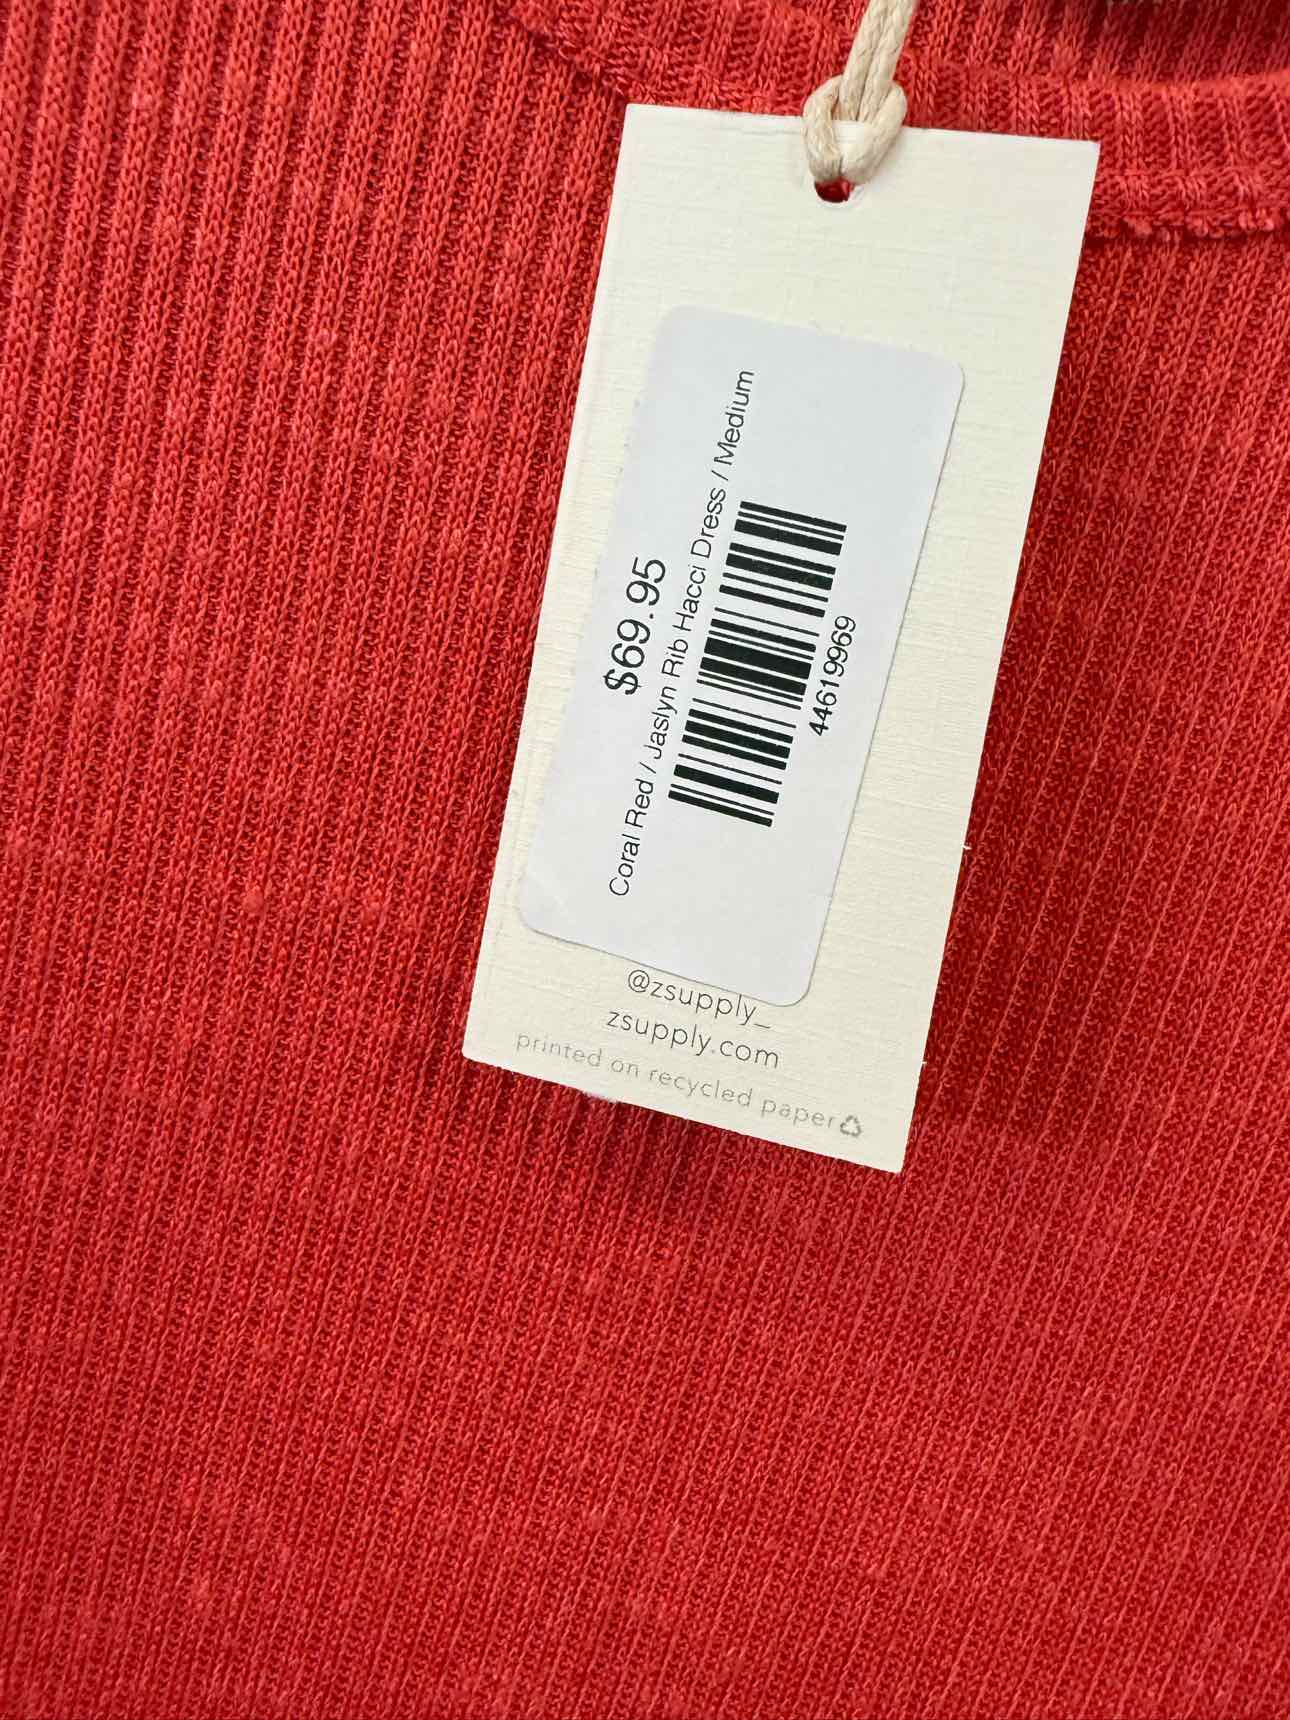 $69.95
Coral Red / Jaslyn Rib Hacci Dress / Medium
44619969
@zsupply_
zsupply.com
printed on recycled paper